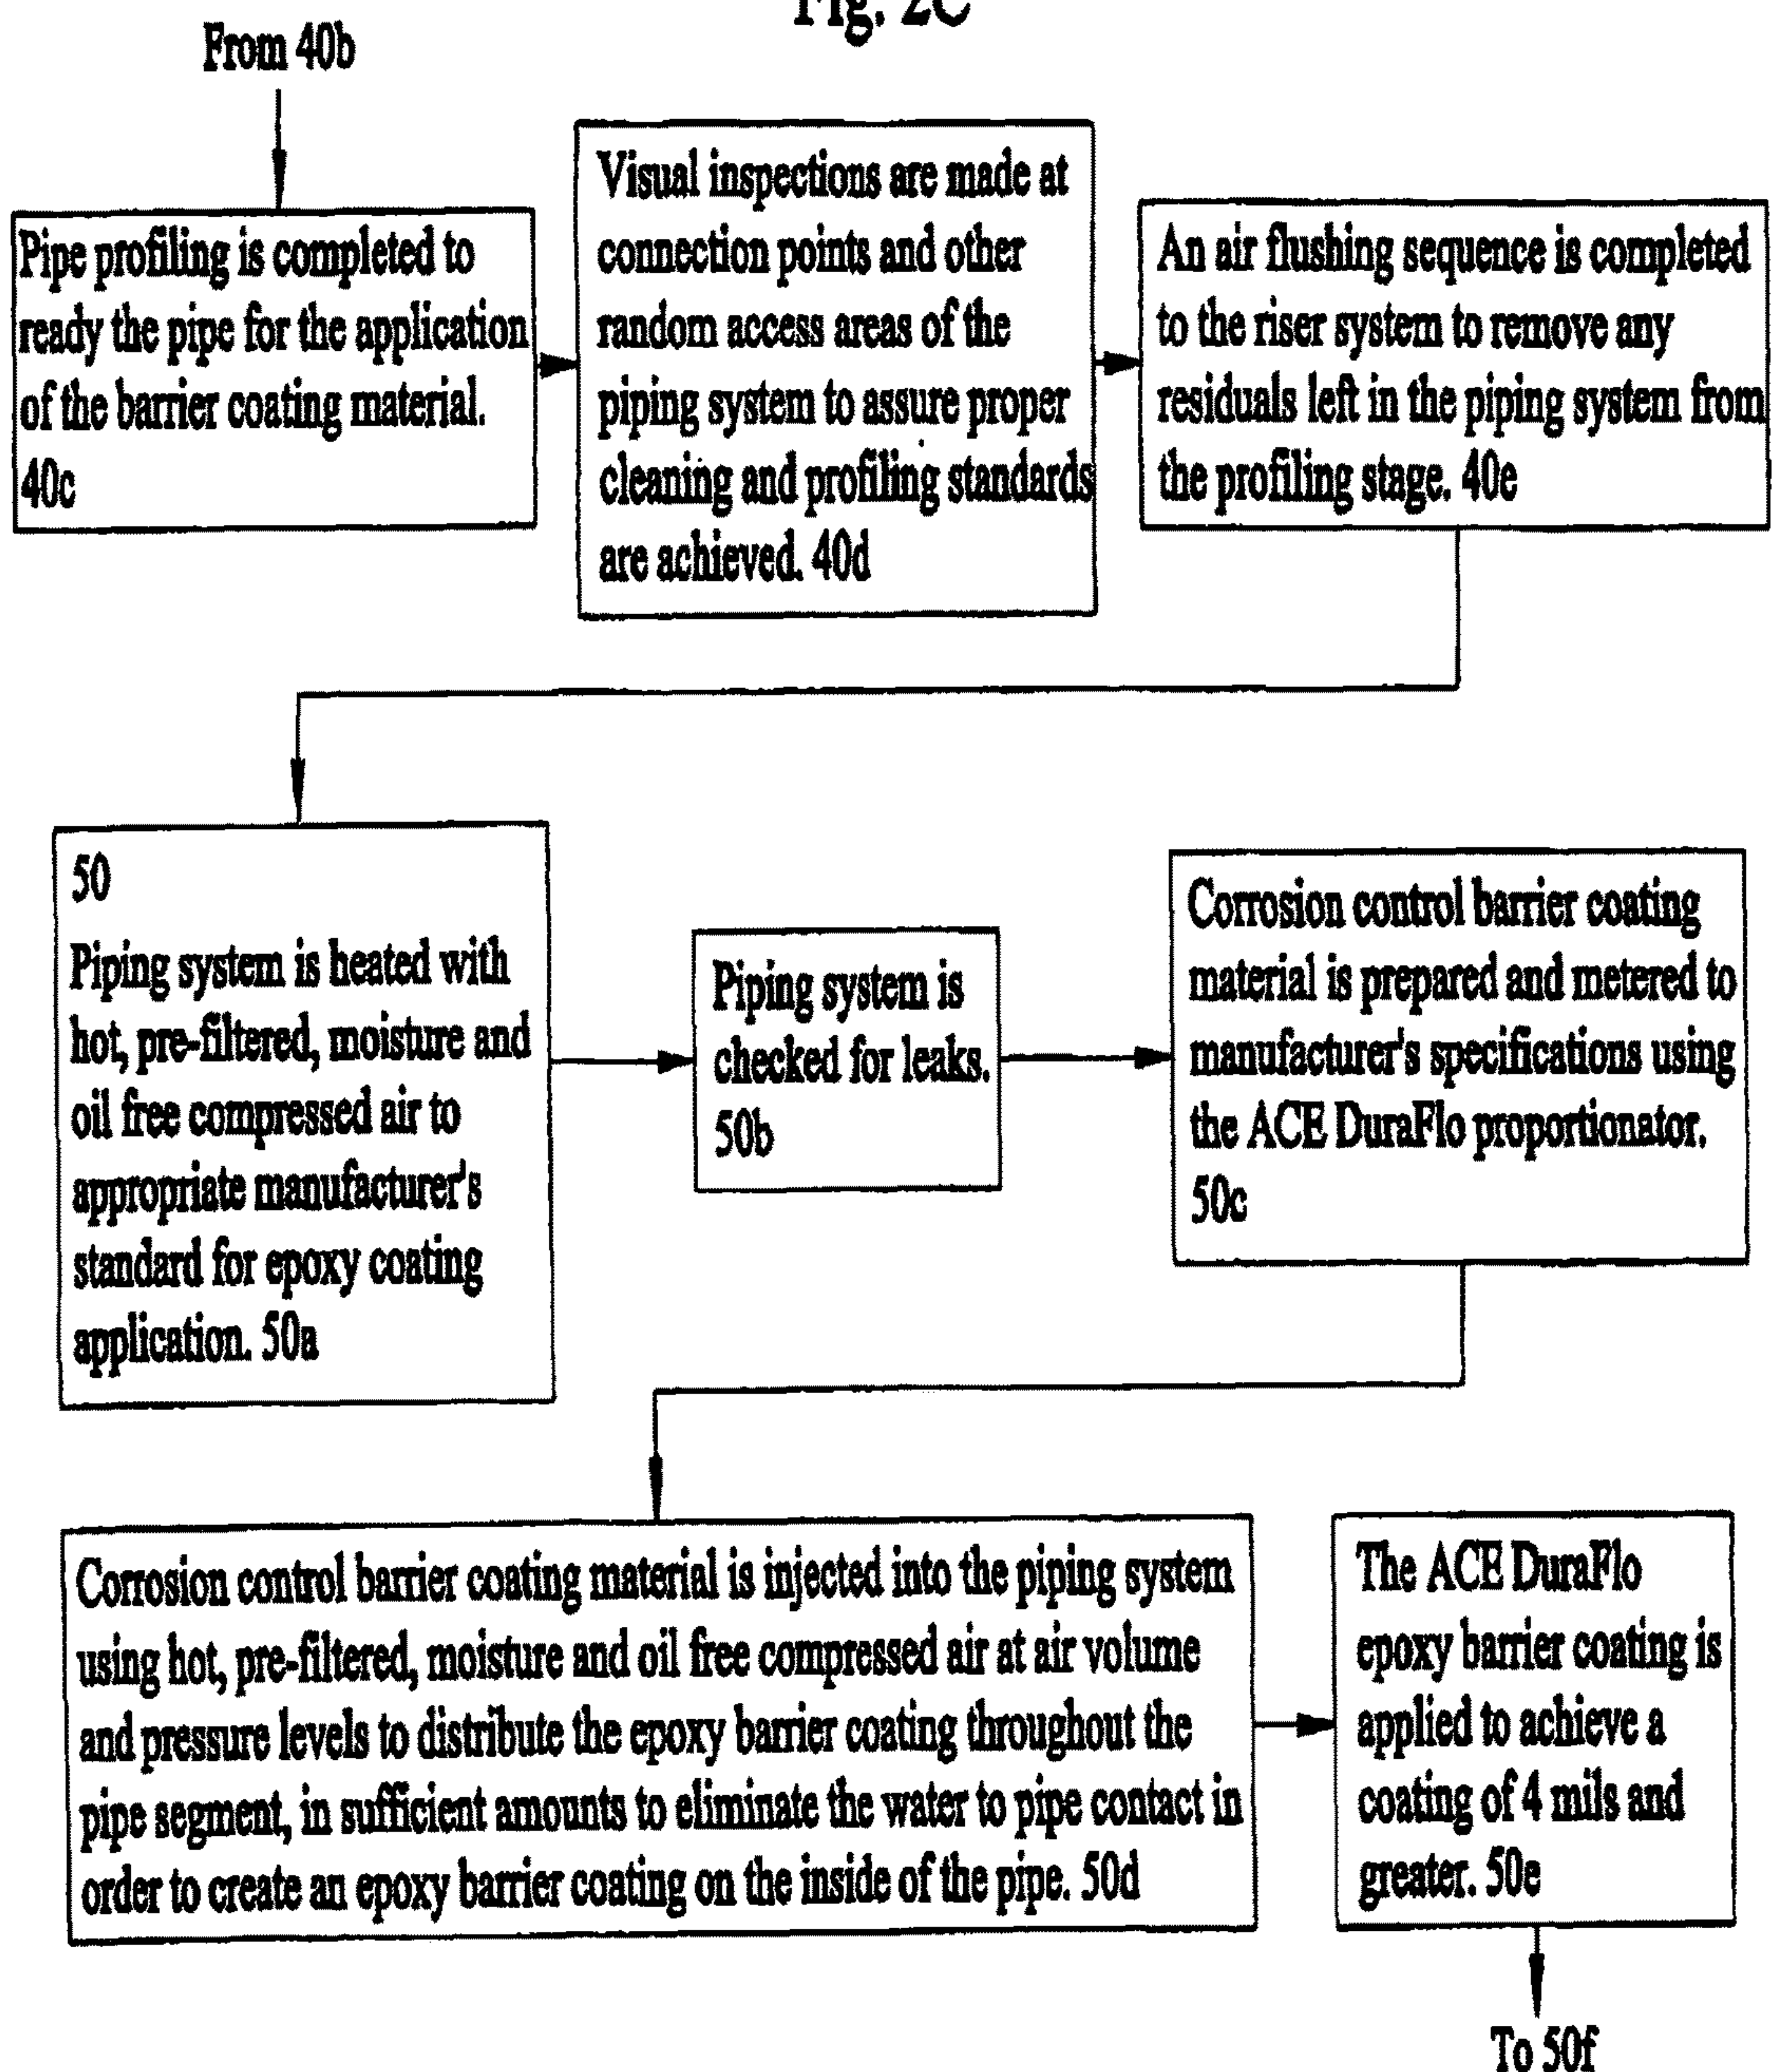 Fig. 2C
From 40b
Pipe profiling is completed to
ready the pipe for the application
of the barrier coating material.
40c
Visual inspections are made at
connection points and other
random access areas of the
piping system to assure proper
cleaning and profiling standards
are achieved. 40d
An air flushing sequence is completed
to the riser system to remove any
residuals left in the piping system from
the profiling stage. 40e
50
Piping system is heated with
hot, pre-filtered, moisture and
oil free compressed air to
appropriate manufacturer's
standard for epoxy coating
application. 50a
Piping system is
checked for leaks.
50b
Corrosion control barrier coating
material is prepared and metered to
manufacturer's specifications using
the ACE DuraFlo proportionator.
50c
Corrosion control barrier coating material is injected into the piping system
using hot, pre-filtered, moisture and oil free compressed air at air volume
and pressure levels to distribute the epoxy barrier coating throughout the
pipe segment, in sufficient amounts to eliminate the water to pipe contact in
order to create an epoxy barrier coating on the inside of the pipe. 50d
The ACE DuraFlo
epoxy barrier coating is
applied to achieve a
coating of 4 mils and
greater. 50e
To 50f